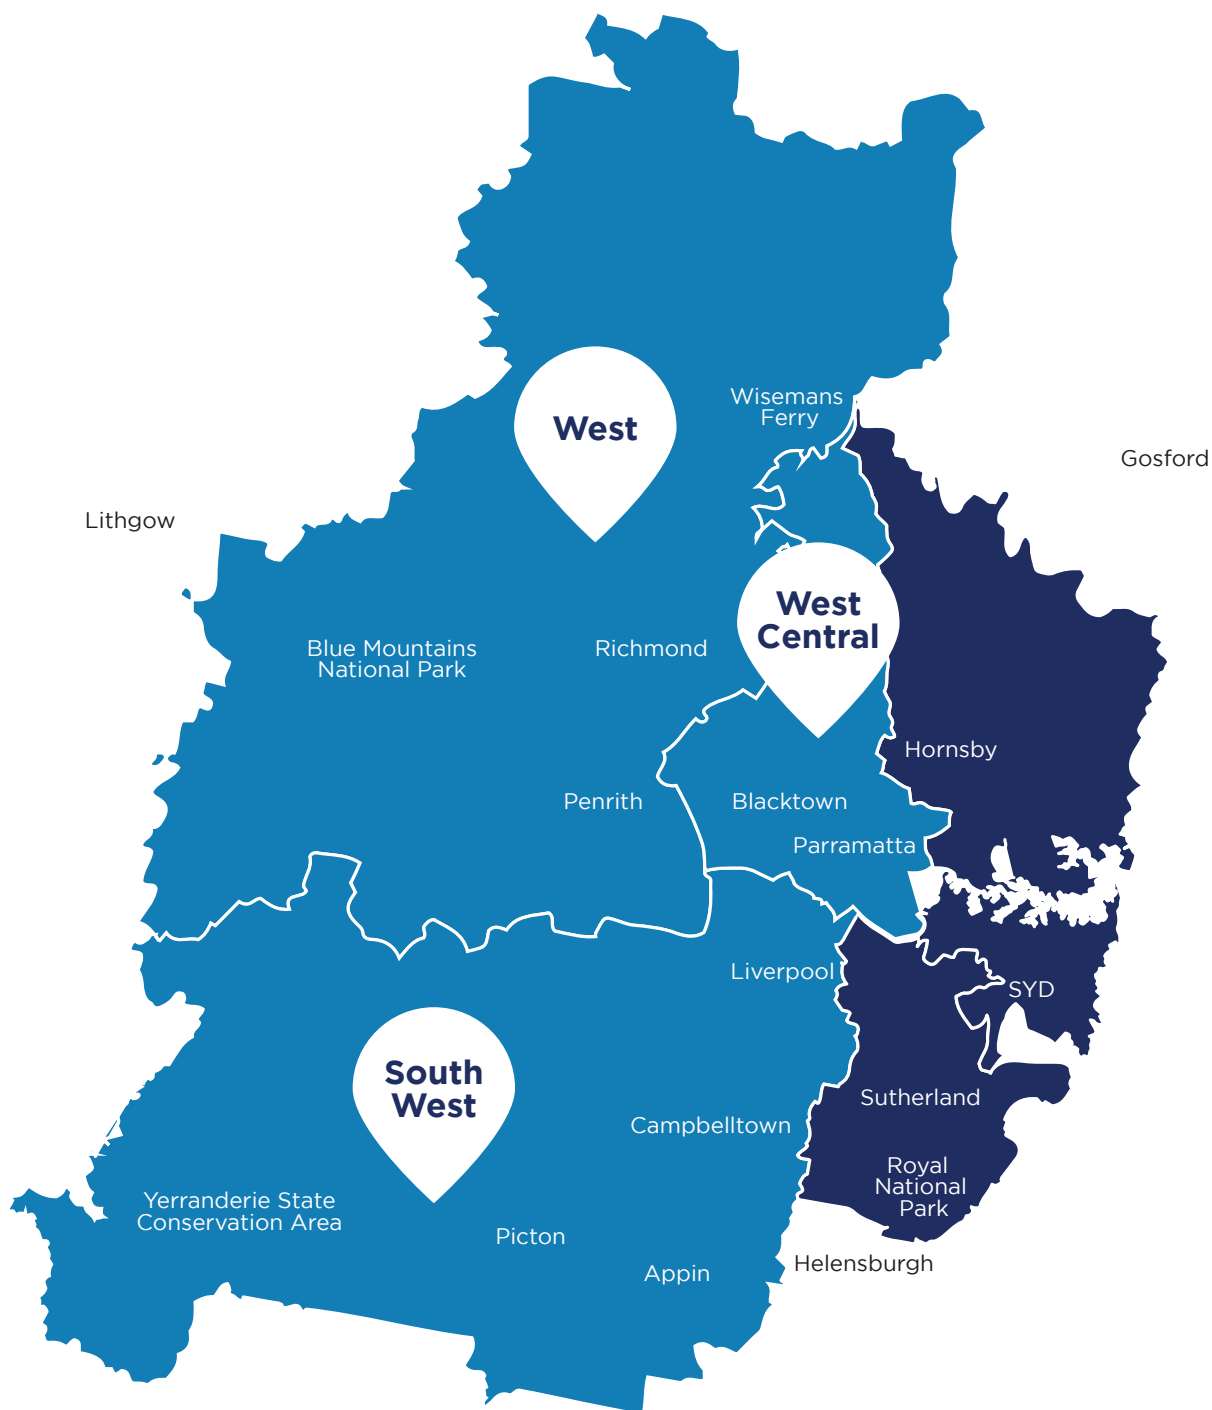 Wisemans
Ferry
West
Gosford
Lithgow
West
Central
Blue Mountains
National Park
Richmond
Hornsby
Penrith
Blacktown
Parramatta
Liverpool
SYD
South
West
Sutherland
Campbelltown
Royal
National
Park
Yerranderie State
Conservation Area
Picton
Helensburgh
Appin